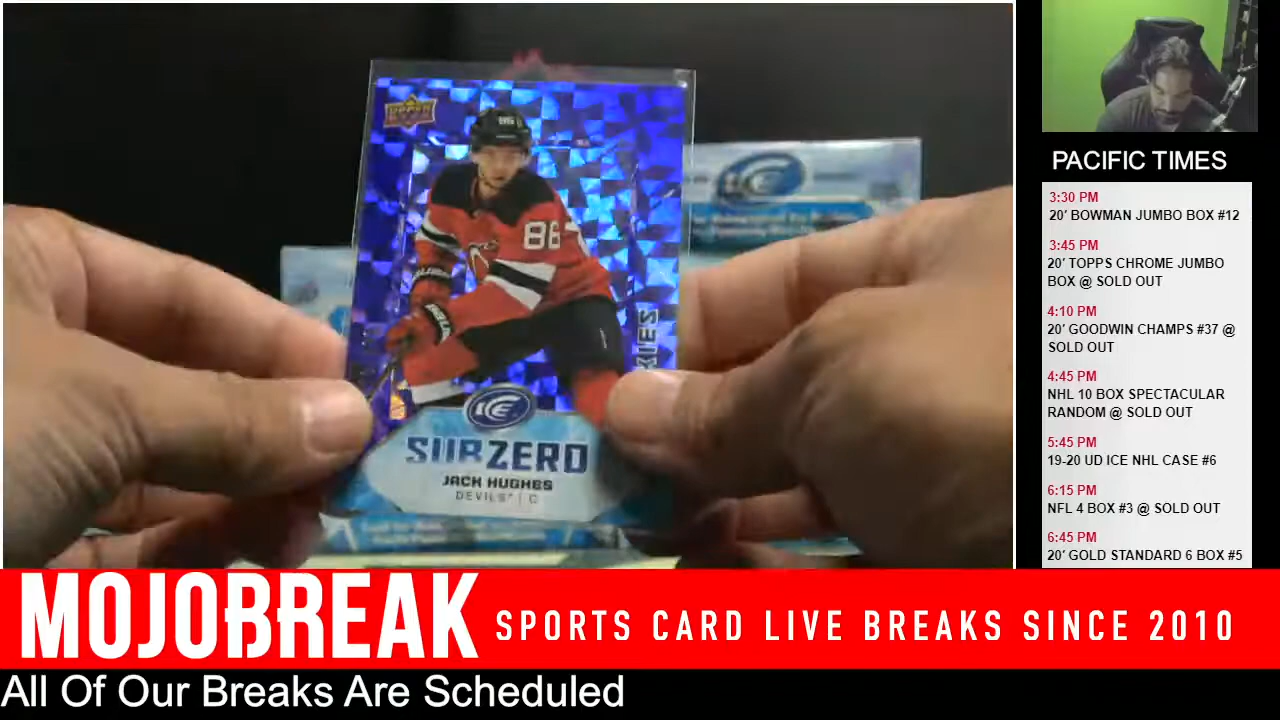 UPPER
86
KIES
ICE
SUB ZERO
JACK HUGHES
DEVILS® | C
PACIFIC TIMES
3:30 PM
20' BOWMAN JUMBO BOX #12
3:45 PM
20' TOPPS CHROME JUMBO
BOX @ SOLD OUT
4:10 PM
20' GOODWIN CHAMPS #37 @
SOLD OUT
4:45 PM
NHL 10 BOX SPECTACULAR
RANDOM @ SOLD OUT
5:45 PM
19-20 UD ICE NHL CASE #6
6:15 PM
NFL 4 BOX #3 @ SOLD OUT
6:45 PM
20' GOLD STANDARD 6 BOX #5
MOJOBREAK SPORTS CARD LIVE BREAKS SINCE 2010
All Of Our Breaks Are Scheduled